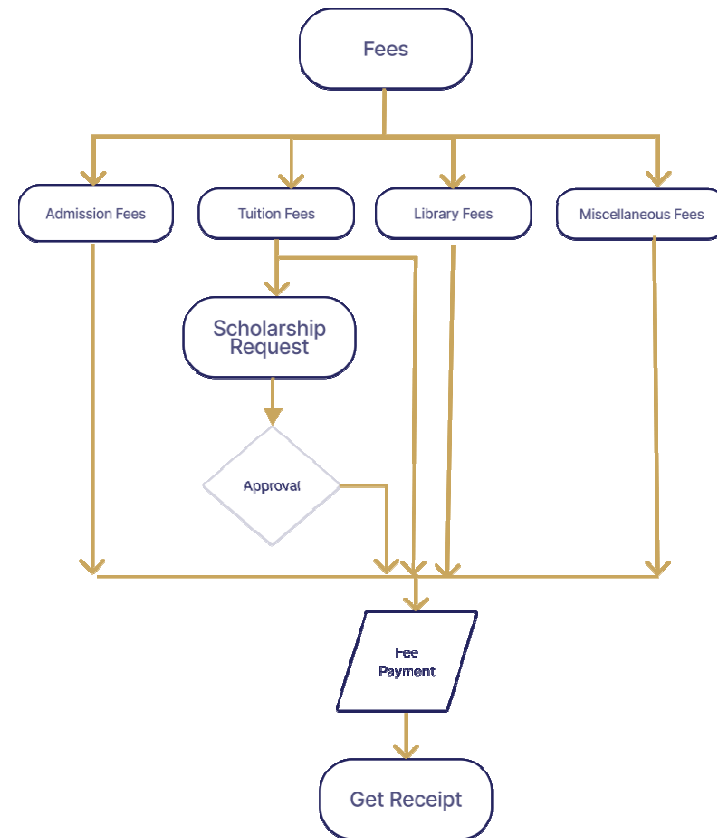 Fees
Admission Fees
Tuition Fees
Library Fees
Miscellaneous Fees
Scholarship
Request
Approval
Fee
Payment
Get Receipt